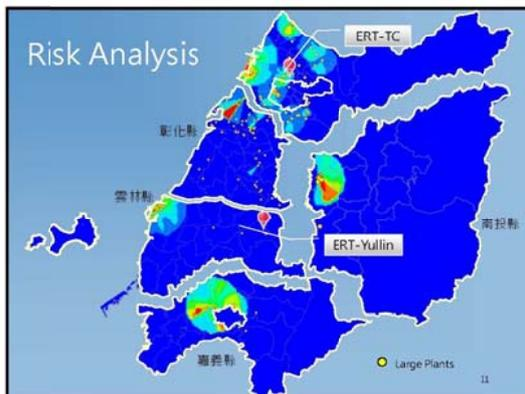 Risk Analysis
ERT-TC
彰化縣
雲林縣
南投縣
ERT-Yullin
嘉義縣
Large Plants
11